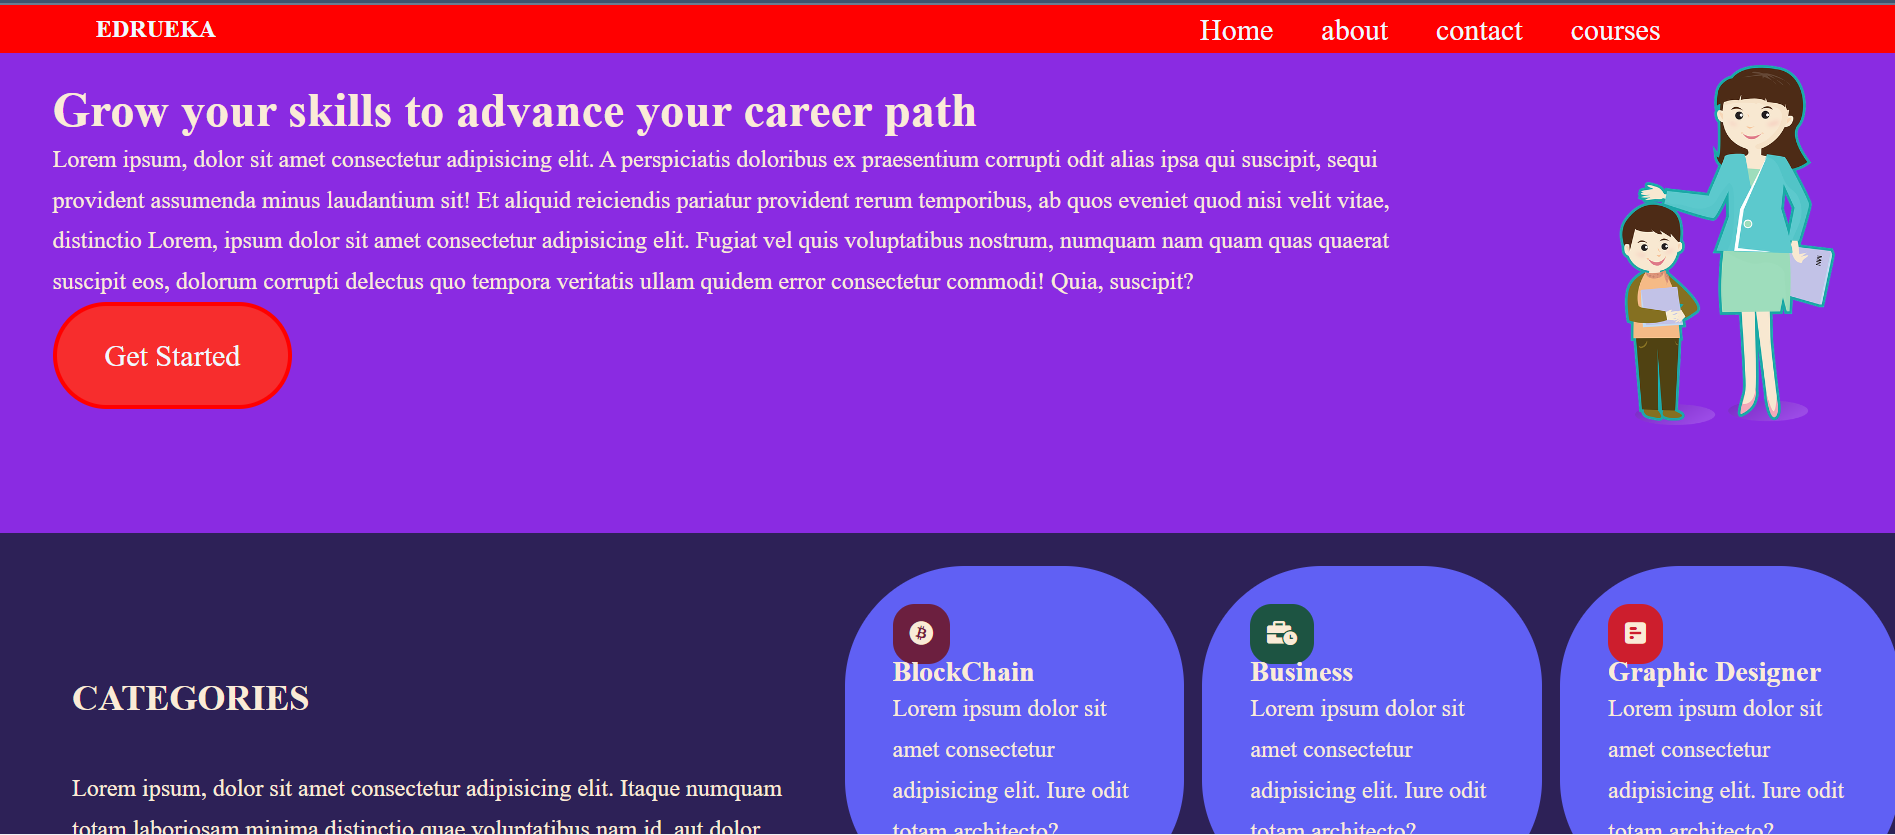 EDRUEKA
Home about contact courses
Grow your skills to advance your career path
Lorem ipsum, dolor sit amet consectetur adipisicing elit. A perspiciatis doloribus ex praesentium corrupti odit alias ipsa qui suscipit, sequi
provident assumenda minus laudantium sit! Et aliquid reiciendis pariatur provident rerum temporibus, ab quos eveniet quod nisi velit vitae,
distinctio Lorem, ipsum dolor sit amet consectetur adipisicing elit. Fugiat vel quis voluptatibus nostrum, numquam nam quam quas quaerat
suscipit eos, dolorum corrupti delectus quo tempora veritatis ullam quidem error consectetur commodi! Quia, suscipit?
Get Started
CATEGORIES
Lorem ipsum, dolor sit amet consectetur adipisicing elit. Itaque numquam
totam laboriosam minima distinctio quae voluptatibus nam id, aut dolor
BlockChain
Lorem ipsum dolor sit
amet consectetur
adipisicing elit. Iure odit
totam architecto?
Business
Lorem ipsum dolor sit
amet consectetur
adipisicing elit. Iure odit
totam architecto?
Graphic Designer
Lorem ipsum dolor sit
amet consectetur
adipisicing elit. Iure odit
totam architecto?